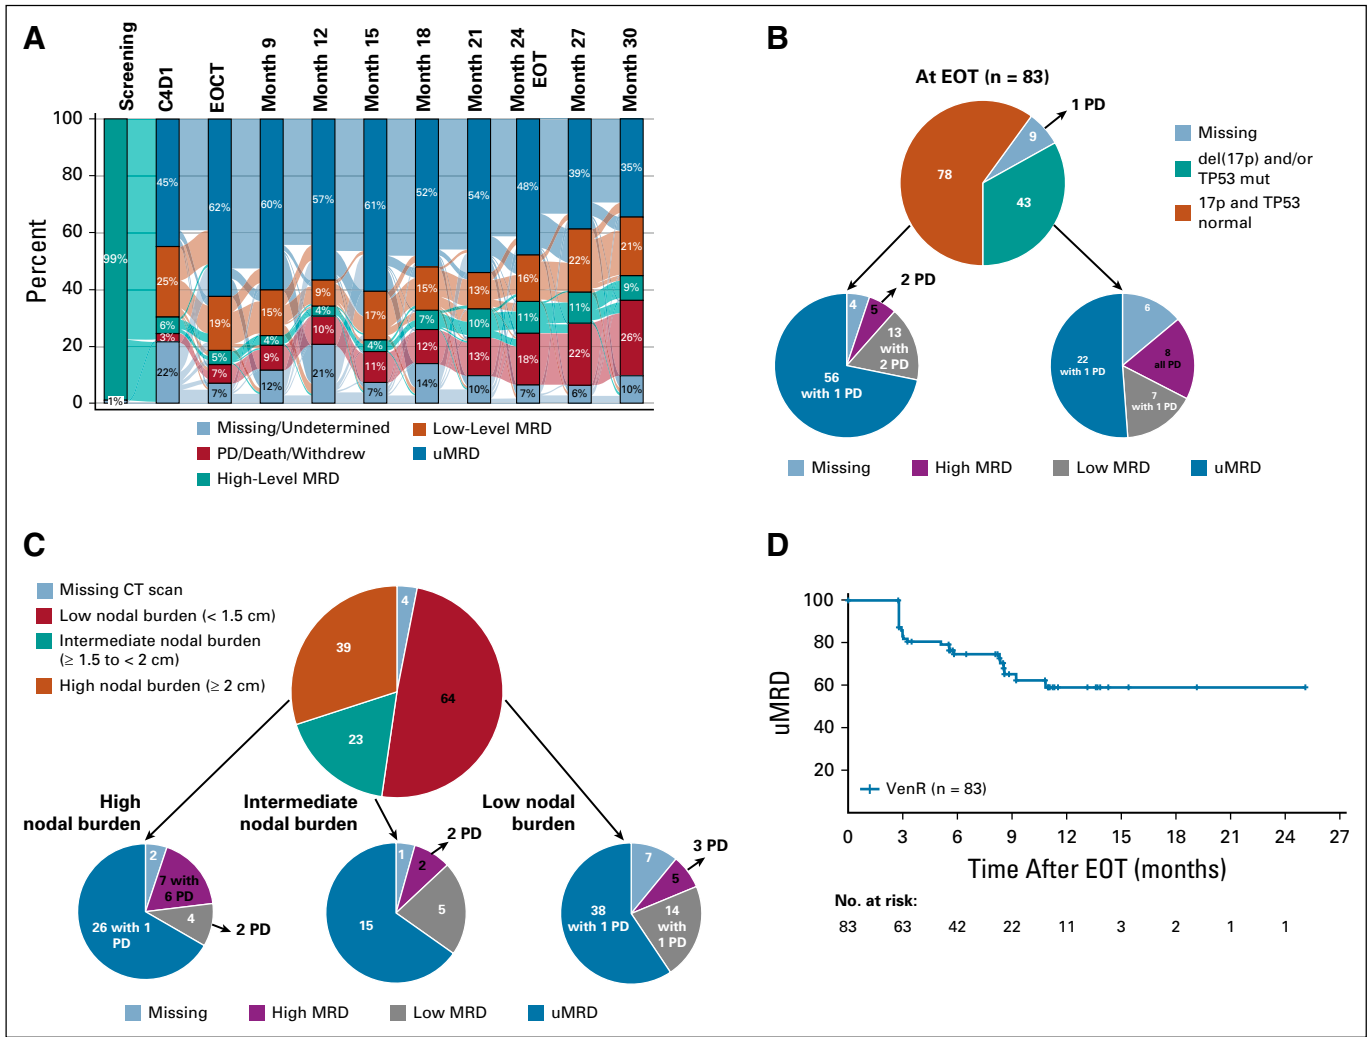 A
Screening
C4D1
EOCT
Month 9
Month 12
Month 15
Month 18
Month 21
Month 24
EOT
Month 27
Month 30
Percent
100
80
60
40
20
0
99%
1%
45%
25%
6%
3%
22%
62%
19%
5%
7%
7%
60%
15%
4%
9%
12%
57%
9%
4%
10%
21%
61%
17%
4%
11%
7%
52%
15%
7%
12%
14%
54%
13%
10%
13%
10%
48%
16%
11%
18%
7%
39%
22%
11%
22%
6%
35%
21%
9%
26%
10%
Missing/Undetermined
PD/Death/Withdrew
High-Level MRD
Low-Level MRD
uMRD
B
At EOT (n = 83)
1 PD
9
78
43
Missing
del(17p) and/or
TP53 mut
17p and TP53
normal
2 PD
4
5
13
with
2 PD
56
with 1 PD
6
8
all PD
7
with 1 PD
22
with 1 PD
Missing
High MRD
Low MRD
uMRD
C
Missing CT scan
Low nodal burden (< 1.5 cm)
Intermediate nodal burden
(≥ 1.5 to < 2 cm)
High nodal burden (≥ 2 cm)
4
39
64
23
High
nodal burden
Intermediate
nodal burden
Low nodal
burden
2
7 with
6 PD
4
2 PD
26 with 1
PD
1
2
2 PD
5
15
7
5
3 PD
14
with
1 PD
38
with 1 PD
Missing
High MRD
Low MRD
uMRD
D
uMRD
100
80
60
40
20
VenR (n = 83)
0
3
6
9
12
15
18
21
24
27
Time After EOT (months)
No. at risk:
83
63
42
22
11
3
2
1
1